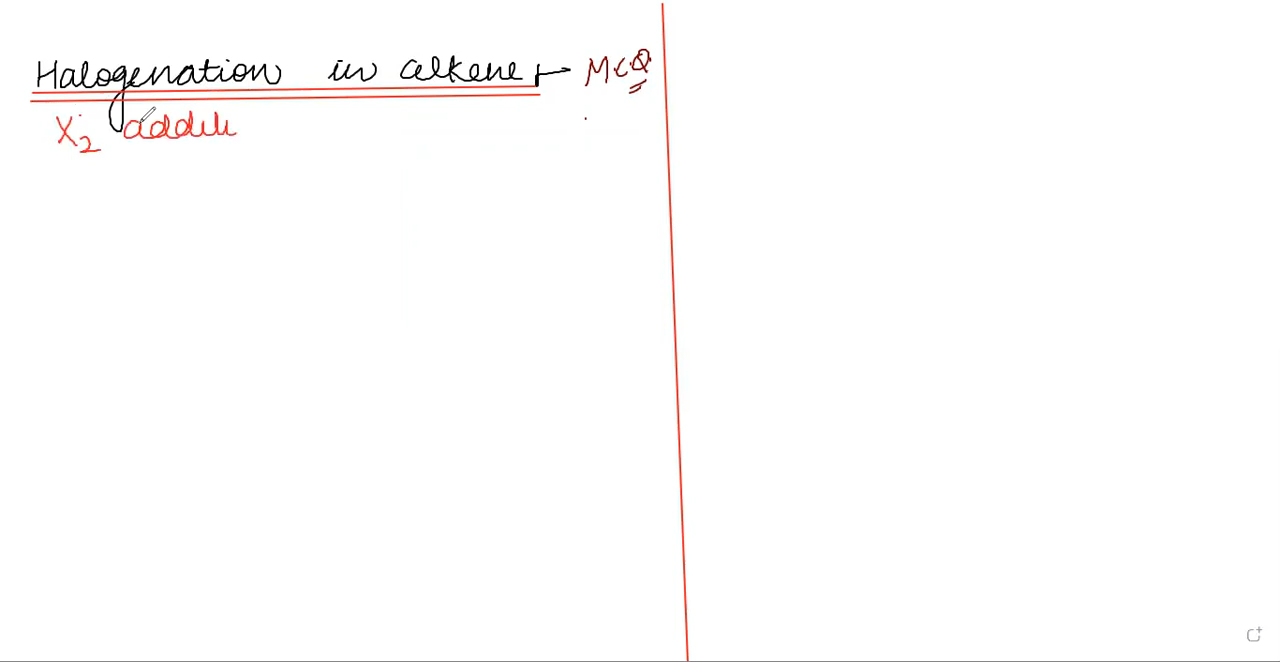 Halogenation in alkene → MCQ
X2 additi